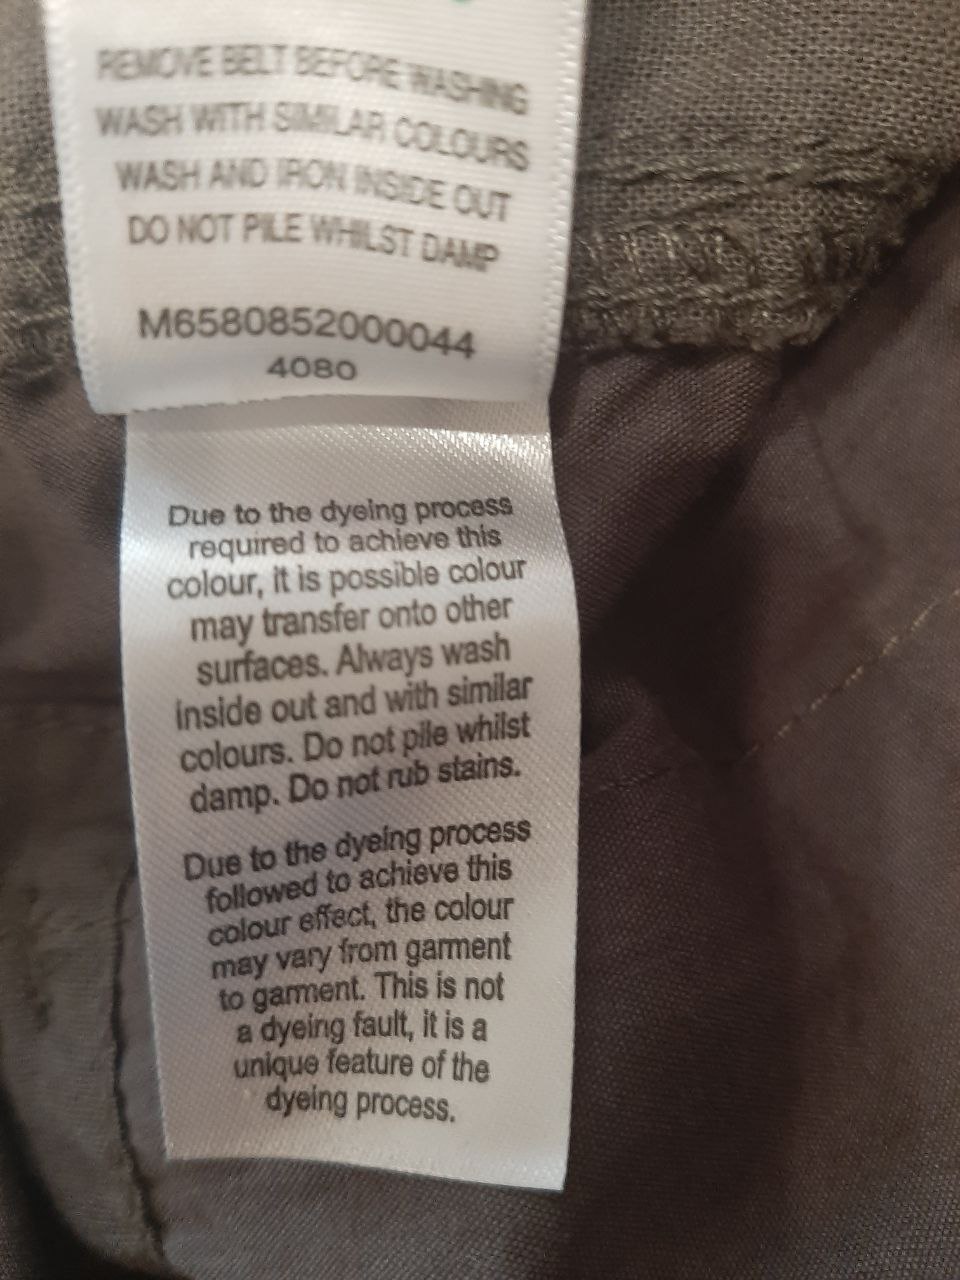 REMOVE BELT BEFORE WASHING
WASH WITH SIMILAR COLOURS
WASH AND IRON INSIDE OUT
DO NOT PILE WHILST DAMP
M6580852000044
4080
Due to the dyeing process
required to achieve this
colour, it is possible colour
may transfer onto other
surfaces. Always wash
inside out and with similar
colours. Do not pile whilst
damp. Do not rub stains.
Due to the dyeing process
followed to achieve this
colour effect, the colour
may vary from garment
to garment. This is not
a dyeing fault, it is a
unique feature of the
dyeing process.